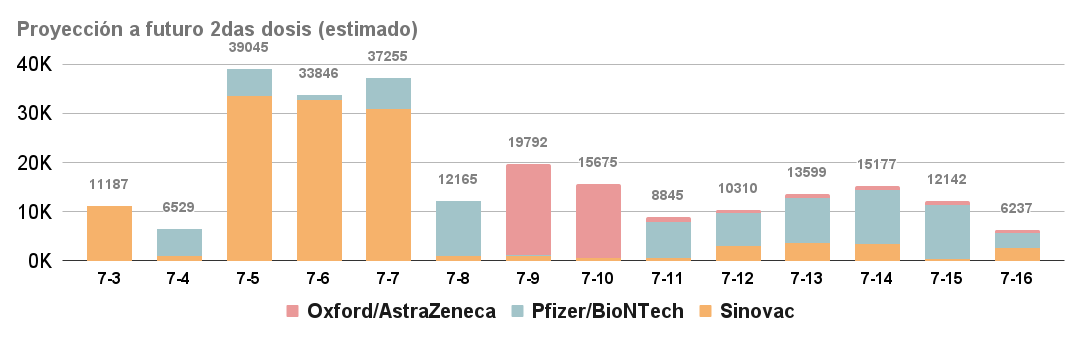 Proyección a futuro 2das dosis (estimado)
40K
30K
20K
10K
0K
11187
6529
39045
33846
37255
12165
19792
15675
8845
10310
13599
15177
12142
6237
7-3 7-4 7-5 7-6 7-7 7-8 7-9 7-10 7-11 7-12 7-13 7-14 7-15 7-16
Oxford/AstraZeneca Pfizer/BioNTech Sinovac